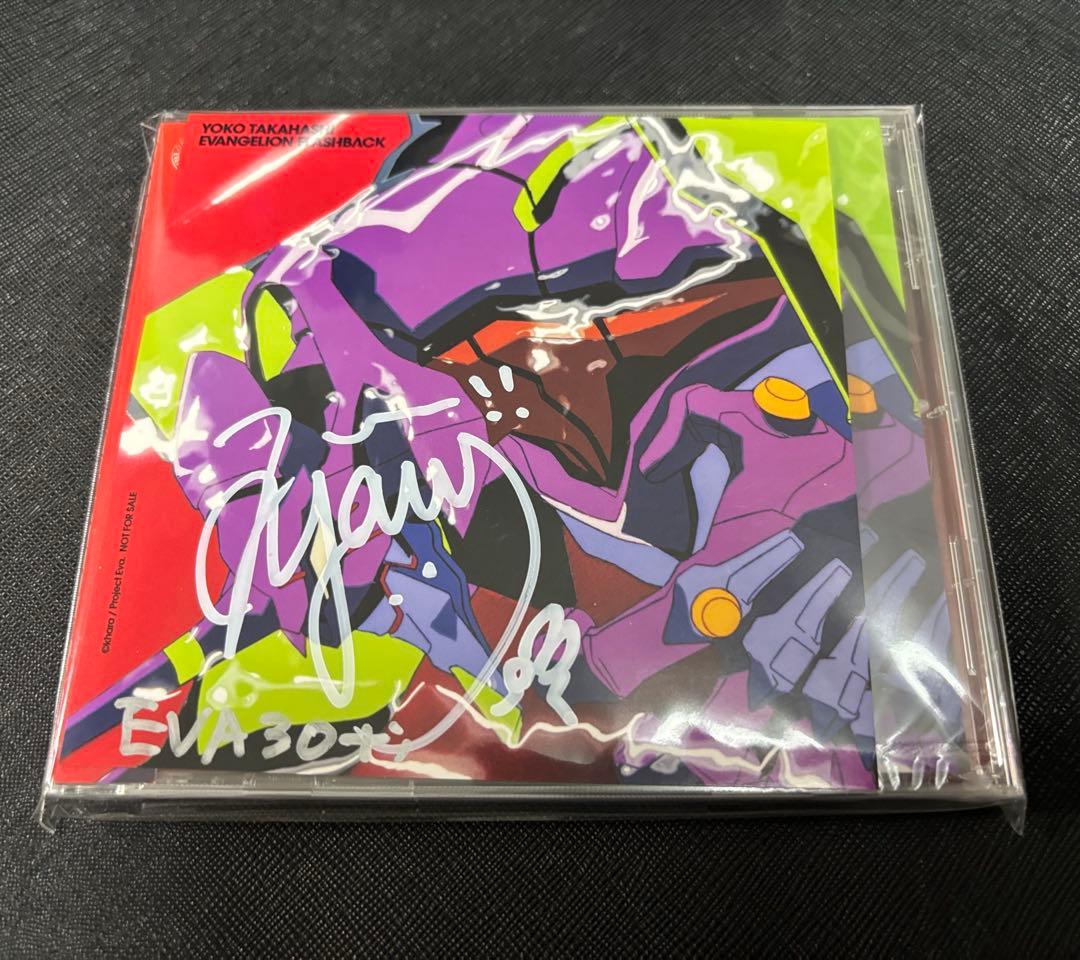 YOKO TAKAHASHI
EVANGELION FLASHBACK
©khara / Project Eva. NOT FOR SALE
EVA30